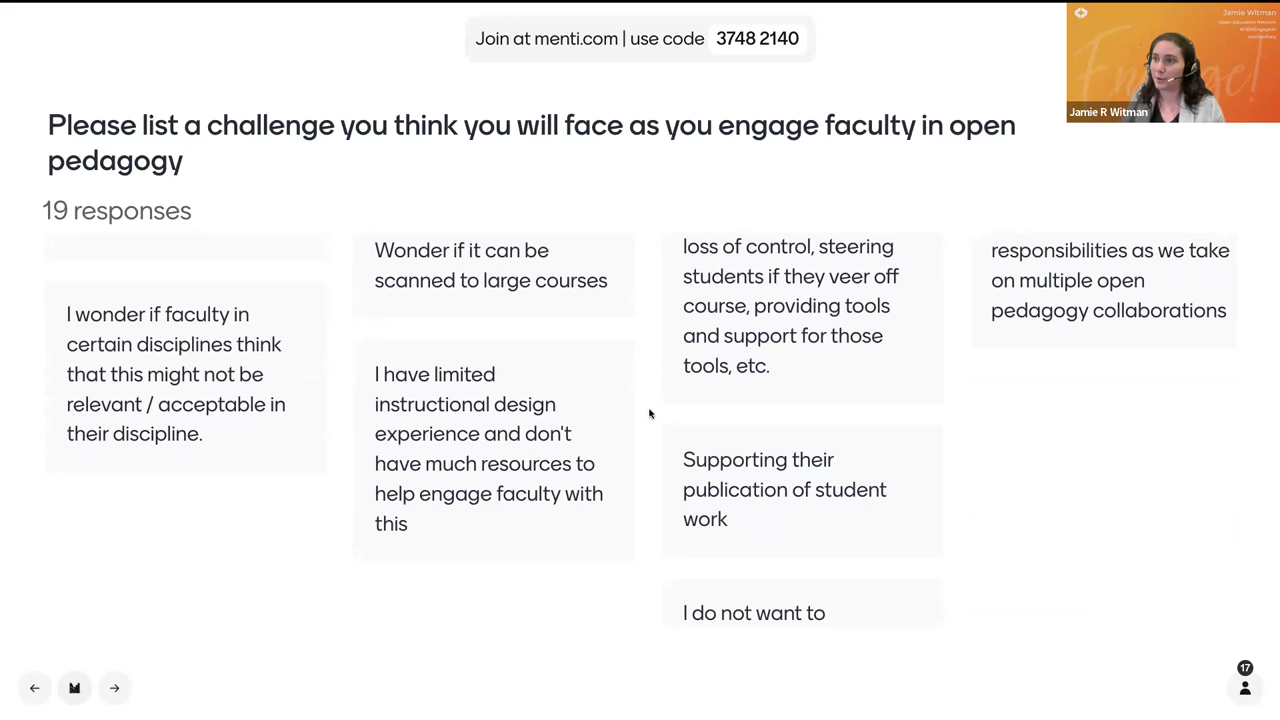 Join at menti.com | use code 3748 2140
Jamie Witman
Open Education Network
Jamie R Witman
Please list a challenge you think you will face as you engage faculty in open
pedagogy
19 responses
I wonder if faculty in
certain disciplines think
that this might not be
relevant / acceptable in
their discipline.
Wonder if it can be
scanned to large courses
I have limited
instructional design
experience and don't
have much resources to
help engage faculty with
this
loss of control, steering
students if they veer off
course, providing tools
and support for those
tools, etc.
Supporting their
publication of student
work
I do not want to
responsibilities as we take
on multiple open
pedagogy collaborations
17